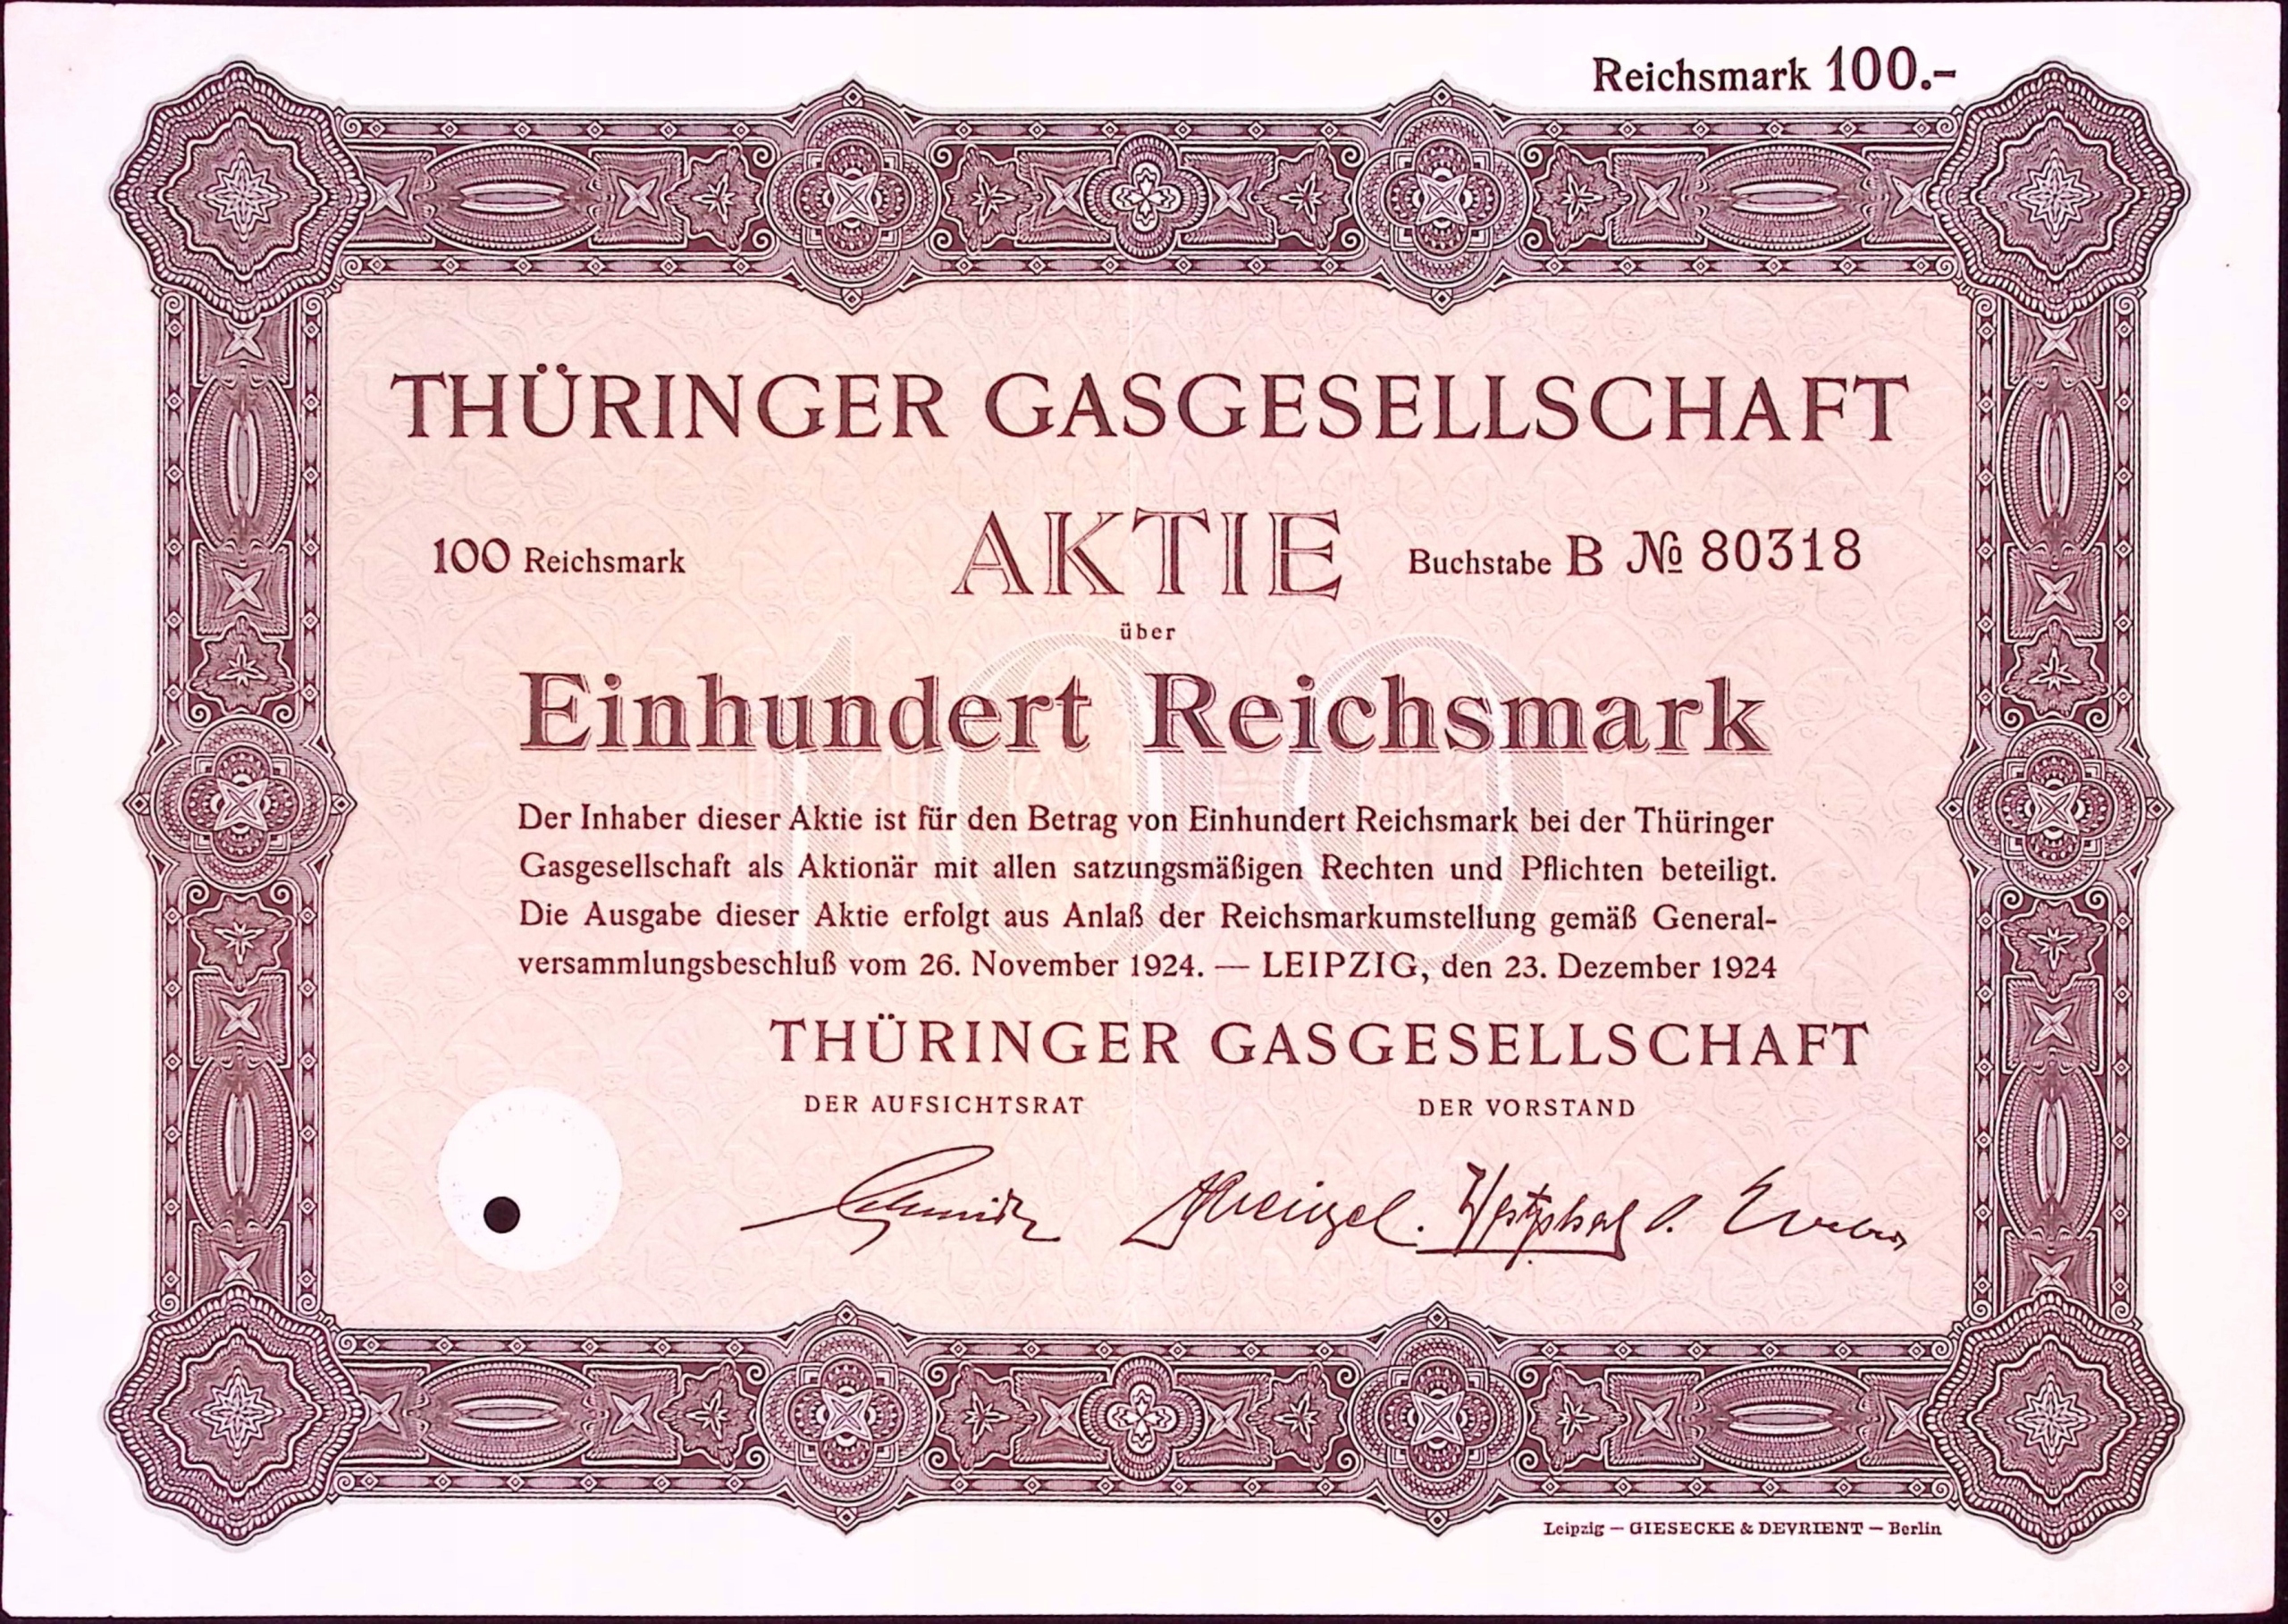 Reichsmark 100.-
THÜRINGER GASGESELLSCHAFT
100 Reichsmark AKTIE Buchstabe B № 80318
über
Einhundert Reichsmark
Der Inhaber dieser Aktie ist für den Betrag von Einhundert Reichsmark bei der Thüringer
Gasgesellschaft als Aktionär mit allen satzungsmäßigen Rechten und Pflichten beteiligt.
Die Ausgabe dieser Aktie erfolgt aus Anlaß der Reichsmarkumstellung gemäß General-
versammlungsbeschluß vom 26. November 1924. — LEIPZIG, den 23. Dezember 1924
THÜRINGER GASGESELLSCHAFT
DER AUFSICHTSRAT DER VORSTAND
Westphal
Leipzig — GIESECKE & DEVRIENT — Berlin